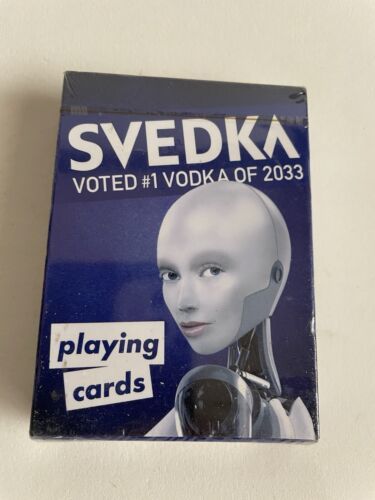 SVEDKA
VOTED #1 VODKA OF 2033
playing
cards